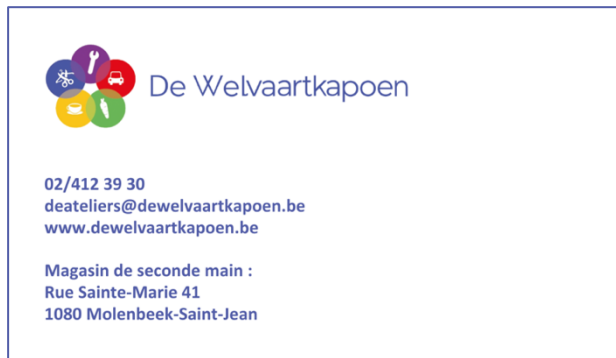 De Welvaartkapoen
02/412 39 30
deateliers@dewelvaartkapoen.be
www.dewelvaartkapoen.be
Magasin de seconde main :
Rue Sainte-Marie 41
1080 Molenbeek-Saint-Jean